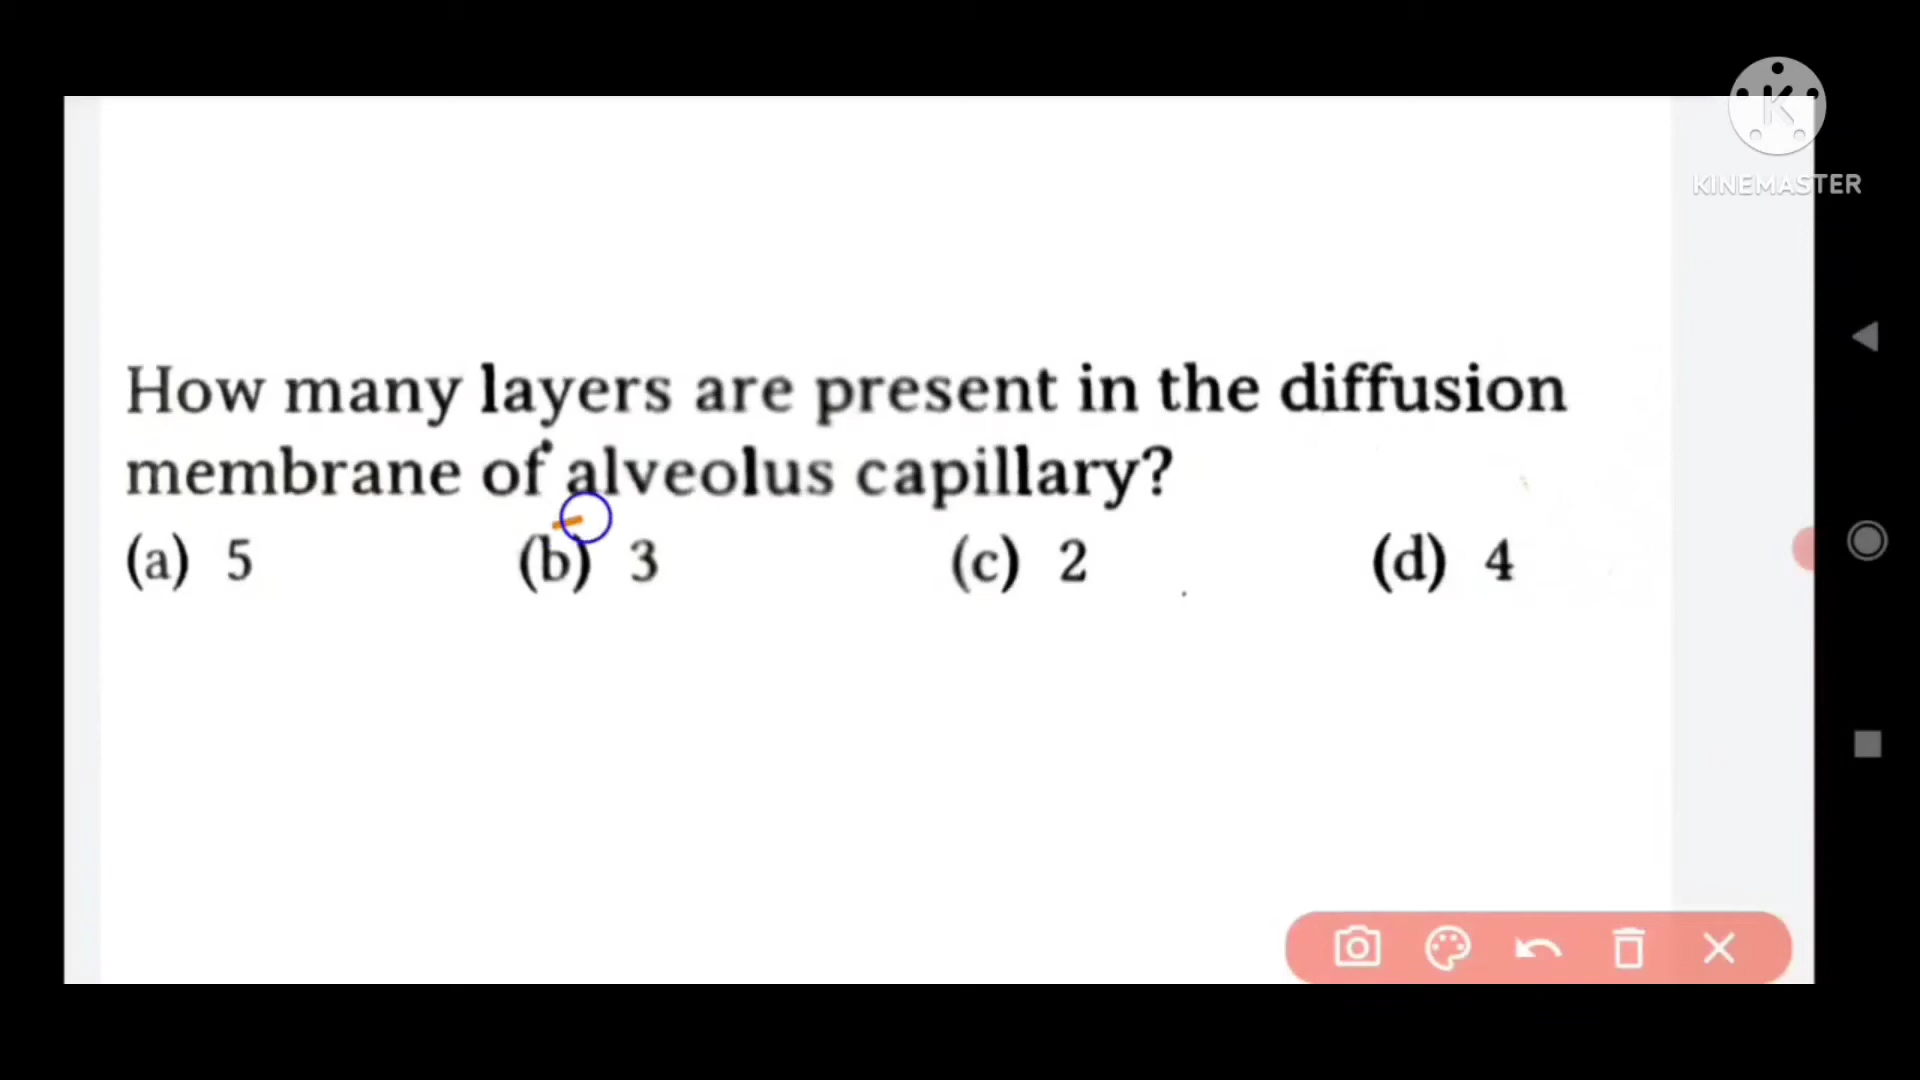 KINEMASTER
How many layers are present in the diffusion
membrane of alveolus capillary?
(a) 5 (b) 3 (c) 2 (d) 4